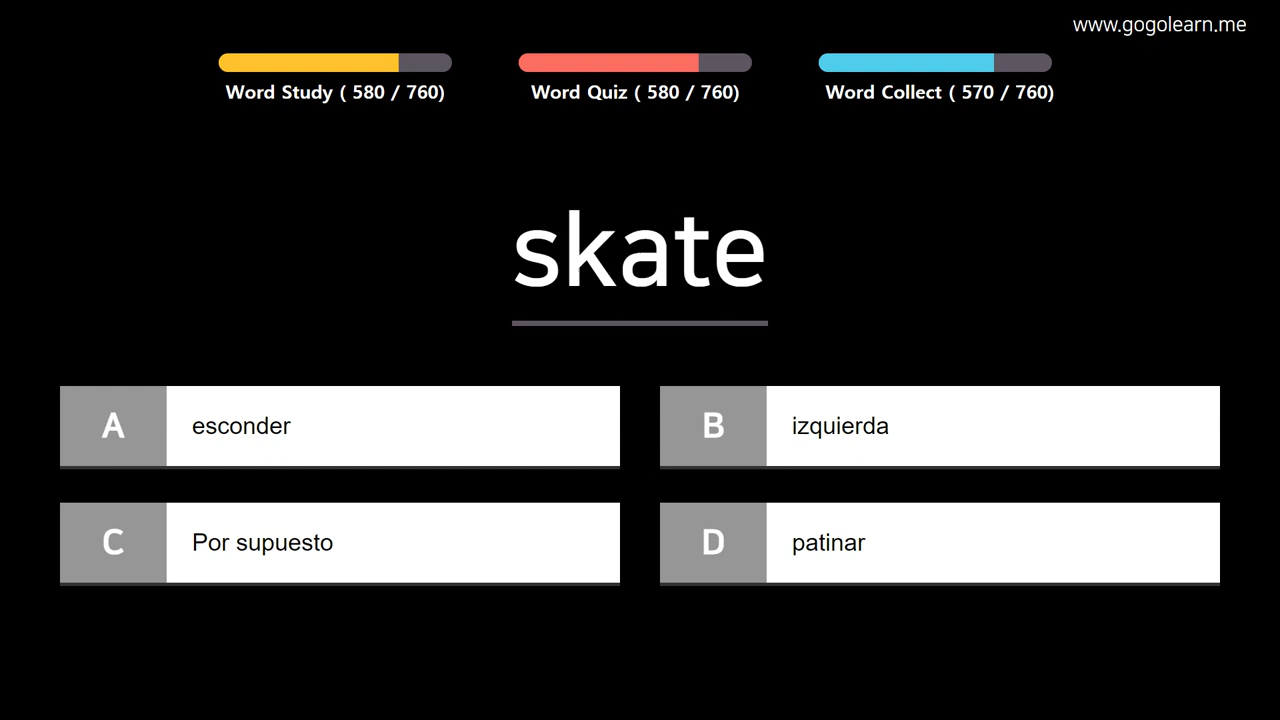 www.gogolearn.me
Word Study ( 580 / 760)
Word Quiz ( 580 / 760)
Word Collect ( 570 / 760)
skate
A esconder
B izquierda
C Por supuesto
D patinar